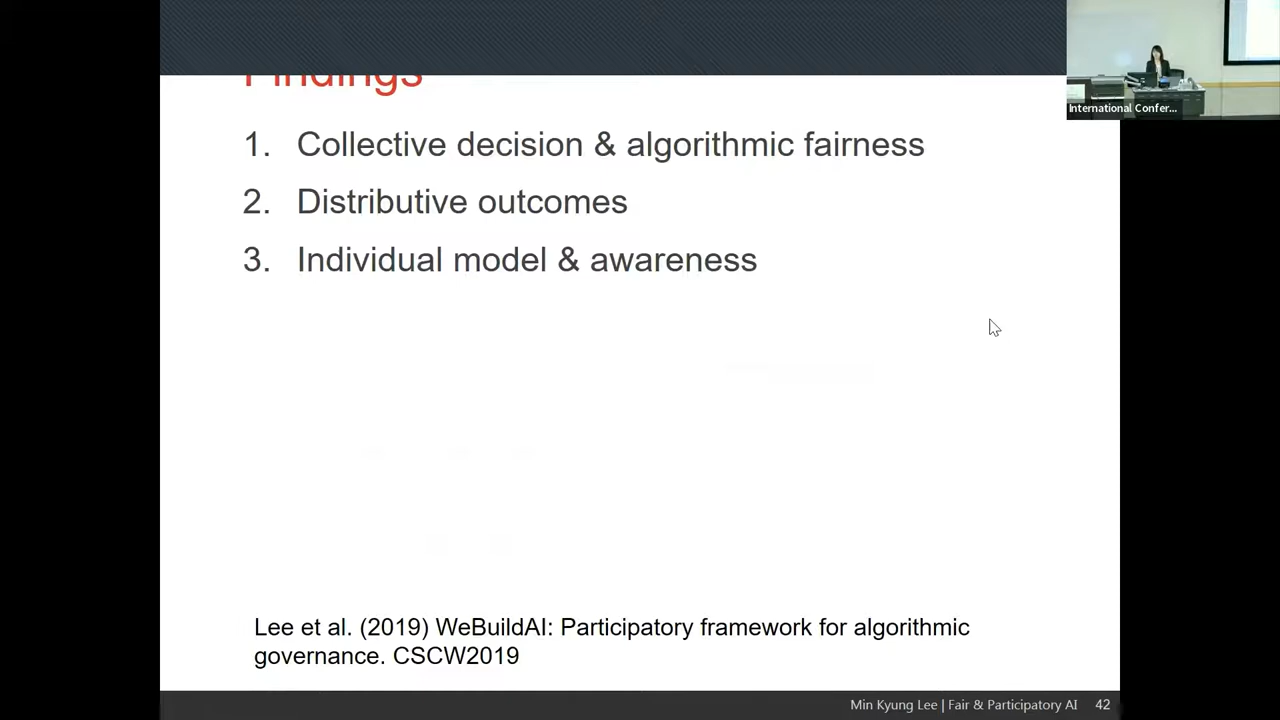 Findings
1. Collective decision & algorithmic fairness
2. Distributive outcomes
3. Individual model & awareness
Lee et al. (2019) WeBuildAI: Participatory framework for algorithmic
governance. CSCW2019
Min Kyung Lee | Fair & Participatory AI 42
International Confer...